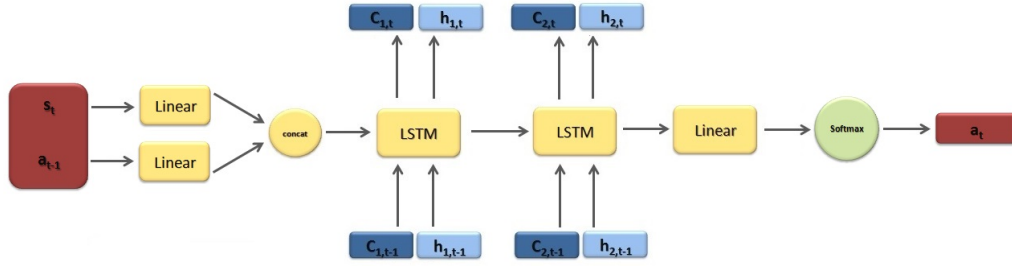 C1,t h1,t C2,t h2,t
st Linear
concat LSTM LSTM Linear Softmax at
at-1 Linear
C1,t-1 h1,t-1 C2,t-1 h2,t-1